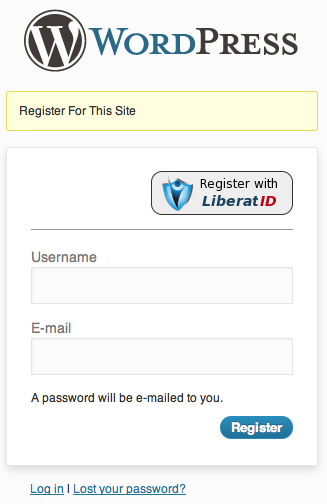 WORDPRESS
Register For This Site
Register with
LiberatID
Username
E-mail
A password will be e-mailed to you.
Register
Log in | Lost your password?